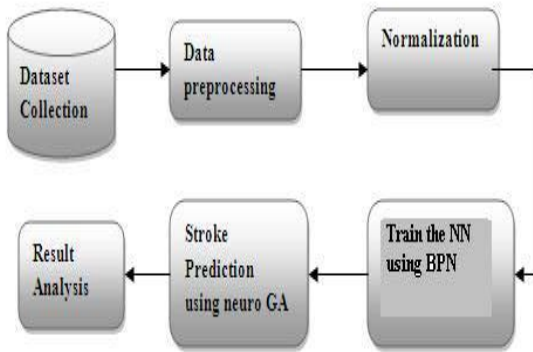 Dataset
Collection
Data
preprocessing
Normalization
Train the NN
using BPN
Stroke
Prediction
using neuro GA
Result
Analysis